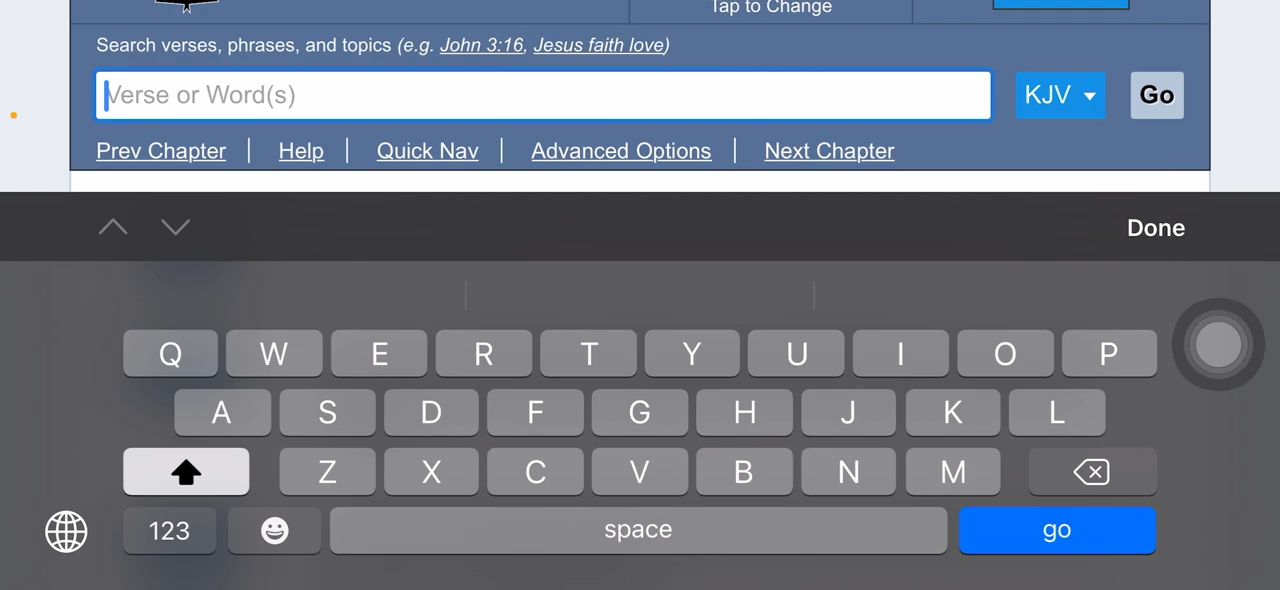 Tap to Change
Search verses, phrases, and topics (e.g. John 3:16, Jesus faith love)
Verse or Word(s)
KJV
Go
Prev Chapter | Help | Quick Nav | Advanced Options | Next Chapter
Done
Q W E R T Y U I O P
A S D F G H J K L
Z X C V B N M
123
space
go